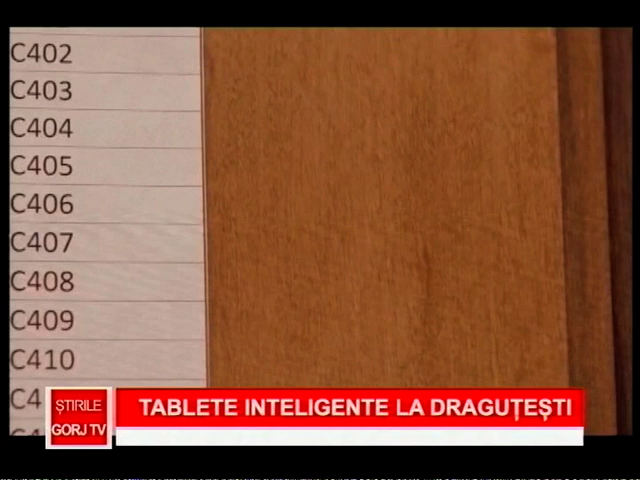 C402
C403
C404
C405
C406
C407
C408
C409
C410
ȘTIRILE
GORJ TV
TABLETE INTELIGENTE LA DRAGUȚEȘTI